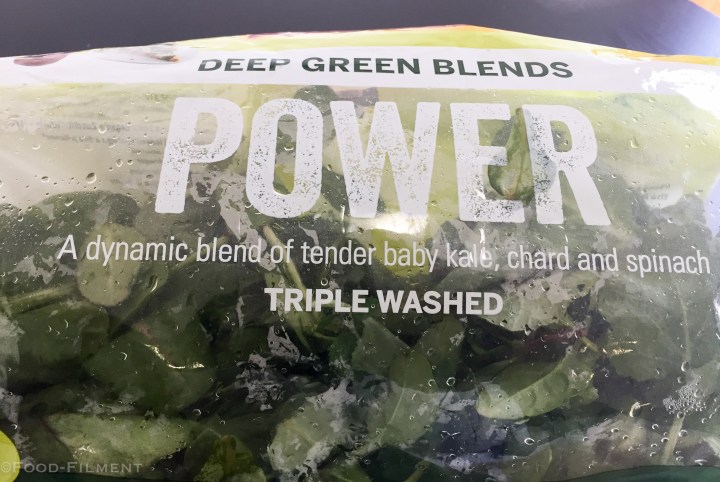 DEEP GREEN BLENDS
POWER
A dynamic blend of tender baby kale, chard and spinach
TRIPLE WASHED
©FOOD-FILMENT